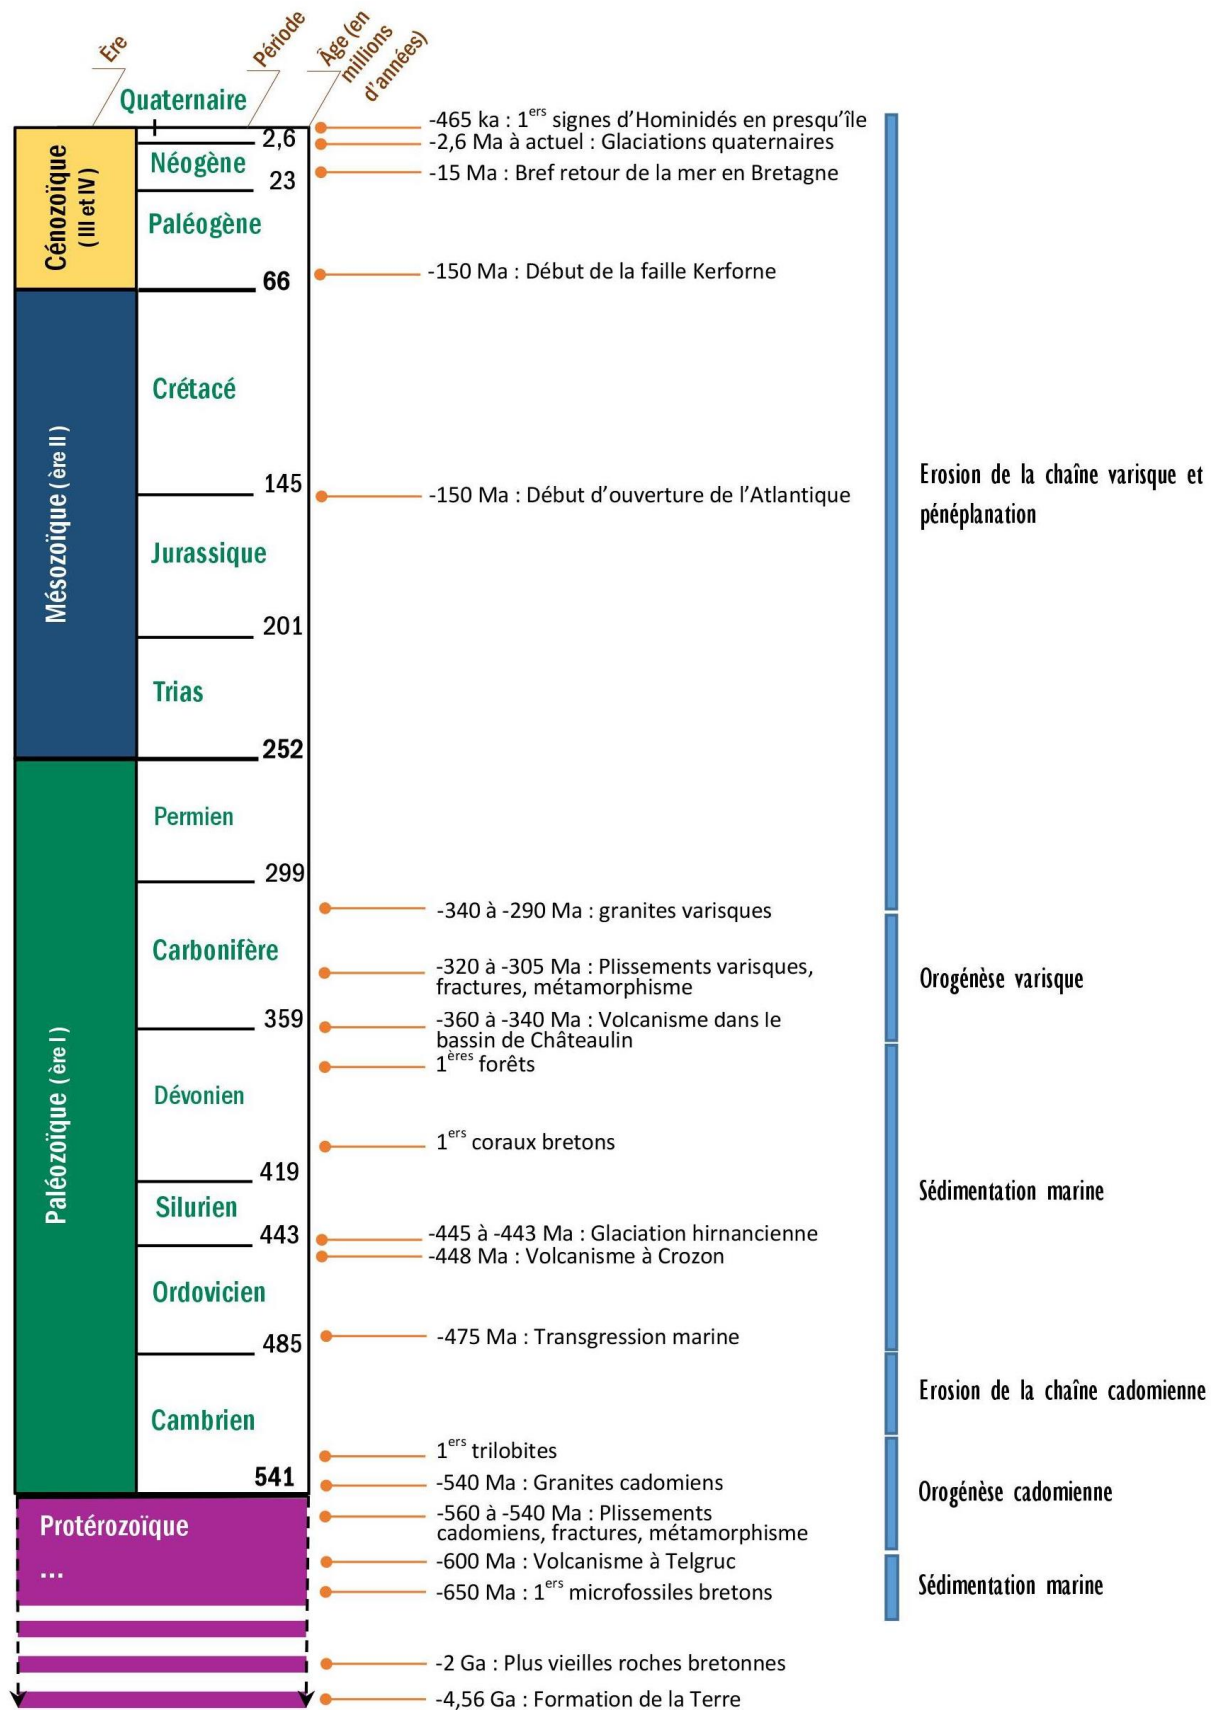 Ère
Période
Âge (en
millions
d'années)
Quaternaire
2,6
Néogène
23
Paléogène
66
Crétacé
145
Jurassique
201
Trias
252
Permien
299
Carbonifère
359
Dévonien
419
Silurien
443
Ordovicien
485
Cambrien
541
Cénozoïque
( III et IV)
Mésozoïque ( ère II )
Paléozoïque ( ère I )
Protérozoïque
...
-465 ka : 1ers signes d'Hominidés en presqu'île
-2,6 Ma à actuel : Glaciations quaternaires
-15 Ma : Bref retour de la mer en Bretagne
-150 Ma : Début de la faille Kerforne
-150 Ma : Début d'ouverture de l'Atlantique
-340 à -290 Ma : granites varisques
-320 à -305 Ma : Plissements varisques,
fractures, métamorphisme
-360 à -340 Ma : Volcanisme dans le
bassin de Châteaulin
1ères forêts
1ers coraux bretons
-445 à -443 Ma : Glaciation hirnancienne
-448 Ma : Volcanisme à Crozon
-475 Ma : Transgression marine
1ers trilobites
-540 Ma : Granites cadomiens
-560 à -540 Ma : Plissements
cadomiens, fractures, métamorphisme
-600 Ma : Volcanisme à Telgruc
-650 Ma : 1ers microfossiles bretons
-2 Ga : Plus vieilles roches bretonnes
-4,56 Ga : Formation de la Terre
Erosion de la chaîne varisque et
pénéplanation
Orogénèse varisque
Sédimentation marine
Erosion de la chaîne cadomienne
Orogénèse cadomienne
Sédimentation marine